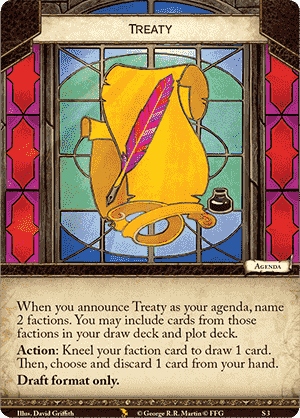 Treaty
Agenda
When you announce Treaty as your agenda, name
2 factions. You may include cards from those
factions in your draw deck and plot deck.
Action: Kneel your faction card to draw 1 card.
Then, choose and discard 1 card from your hand.
Draft format only.
Illus. David Griffith © George R.R. Martin © FFG S 3